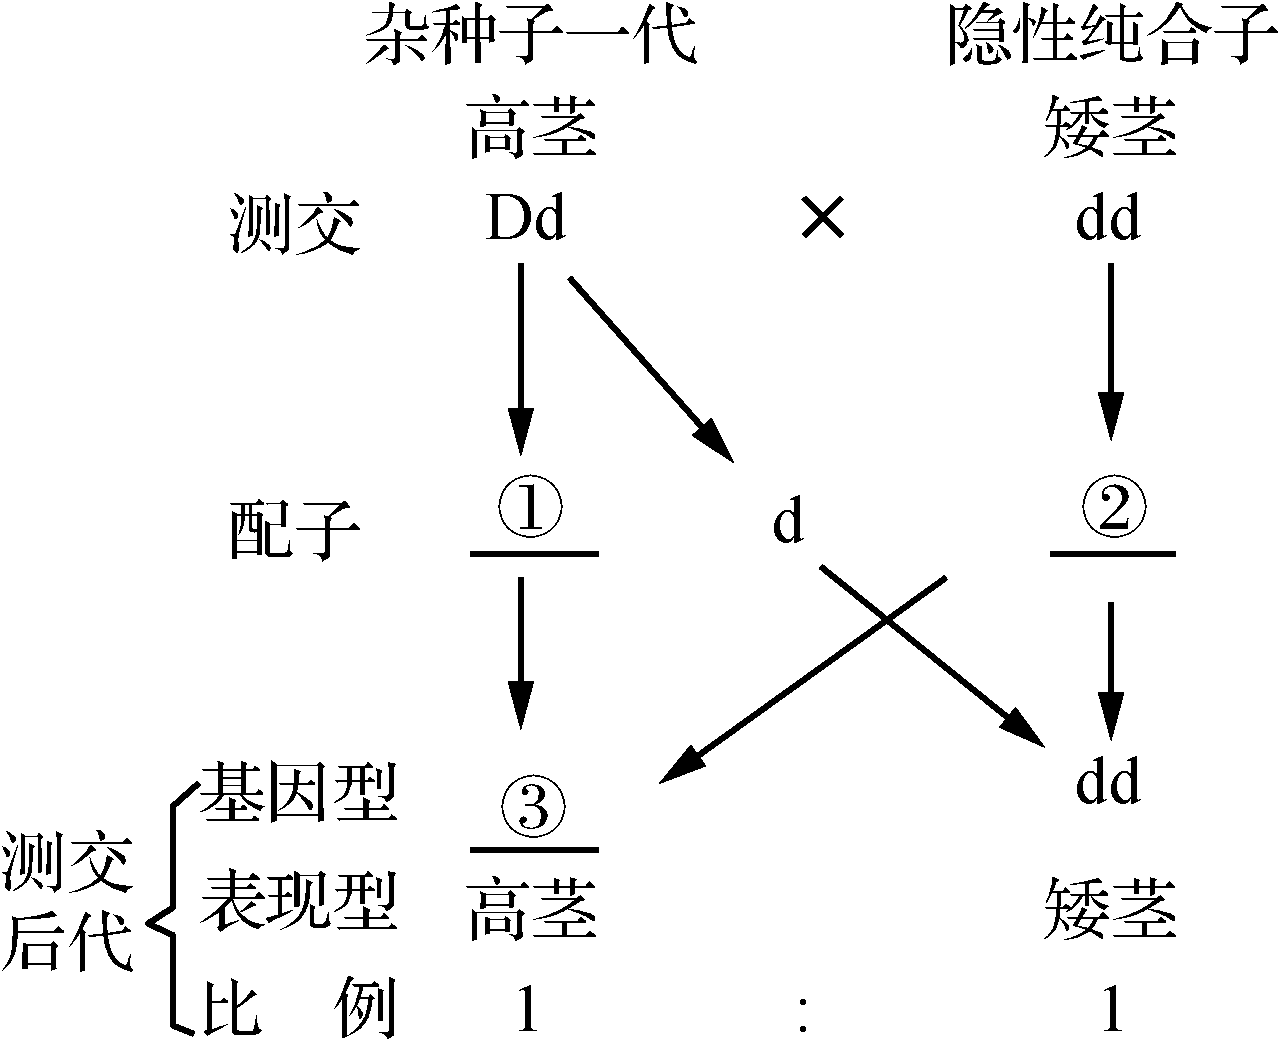 杂种子一代 隐性纯合子
高茎 矮茎
测交 Dd × dd
配子 ① d ②
基因型 ③ dd
测交后代
表现型 高茎 矮茎
比 例 1 : 1